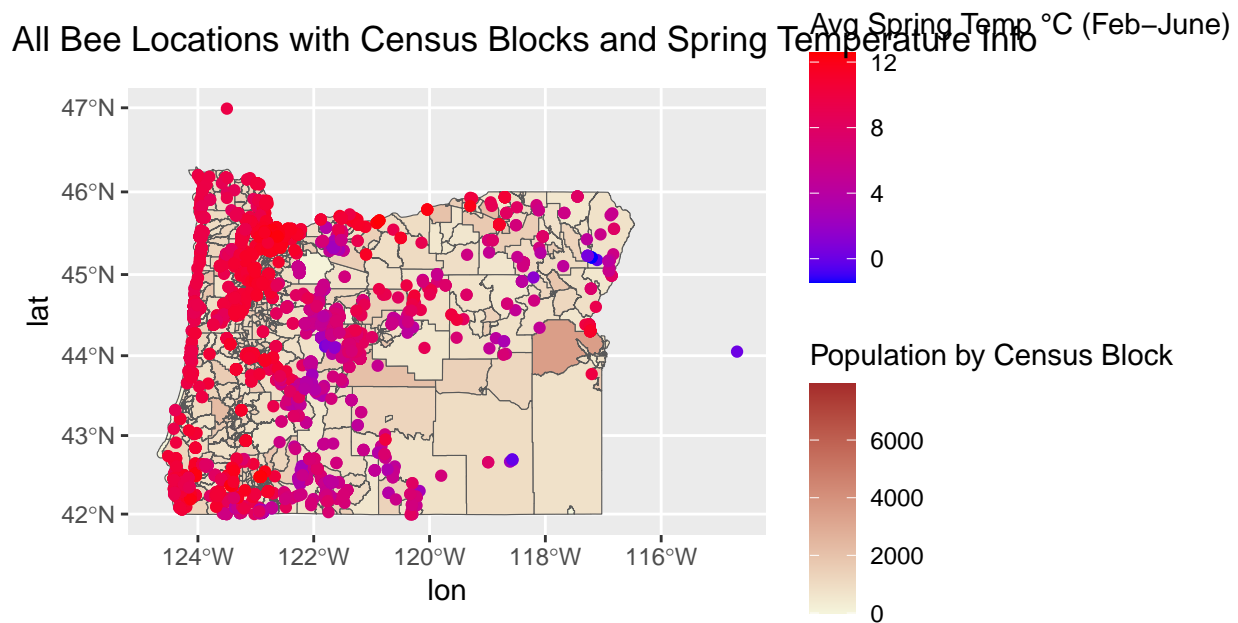 All Bee Locations with Census Blocks and Spring Temperature Info
Avg Spring Temp °C (Feb−June)
12
8
4
0
Population by Census Block
6000
4000
2000
0
47°N
46°N
45°N
44°N
43°N
42°N
124°W
122°W
120°W
118°W
116°W
lon
lat